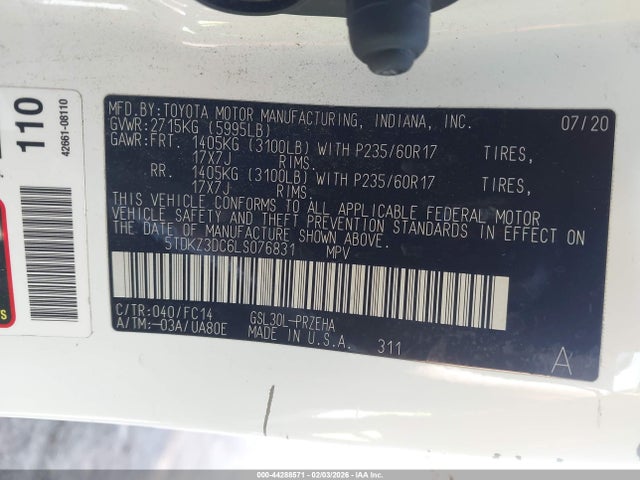 MFD.BY:TOYOTA MOTOR MANUFACTURING, INDIANA, INC. 07/20
GVWR:2715KG (5995LB)
GAWR:FRT. 1405KG (3100LB) WITH P235/60R17 TIRES,
17X7J RIMS.
RR. 1405KG (3100LB) WITH P235/60R17 TIRES,
17X7J RIMS.
THIS VEHICLE CONFORMS TO ALL APPLICABLE FEDERAL MOTOR
VEHICLE SAFETY AND THEFT PREVENTION STANDARDS IN EFFECT ON
THE DATE OF MANUFACTURE SHOWN ABOVE.
5TDKZ3DC6LS076831 MPV
C/TR:040/FC14 GSL30L-PRZEHA
A/TM:-03A/UA80E MADE IN U.S.A. 311 A
110
42661-08110
000-44288571 - 02/03/2026 - IAA Inc.